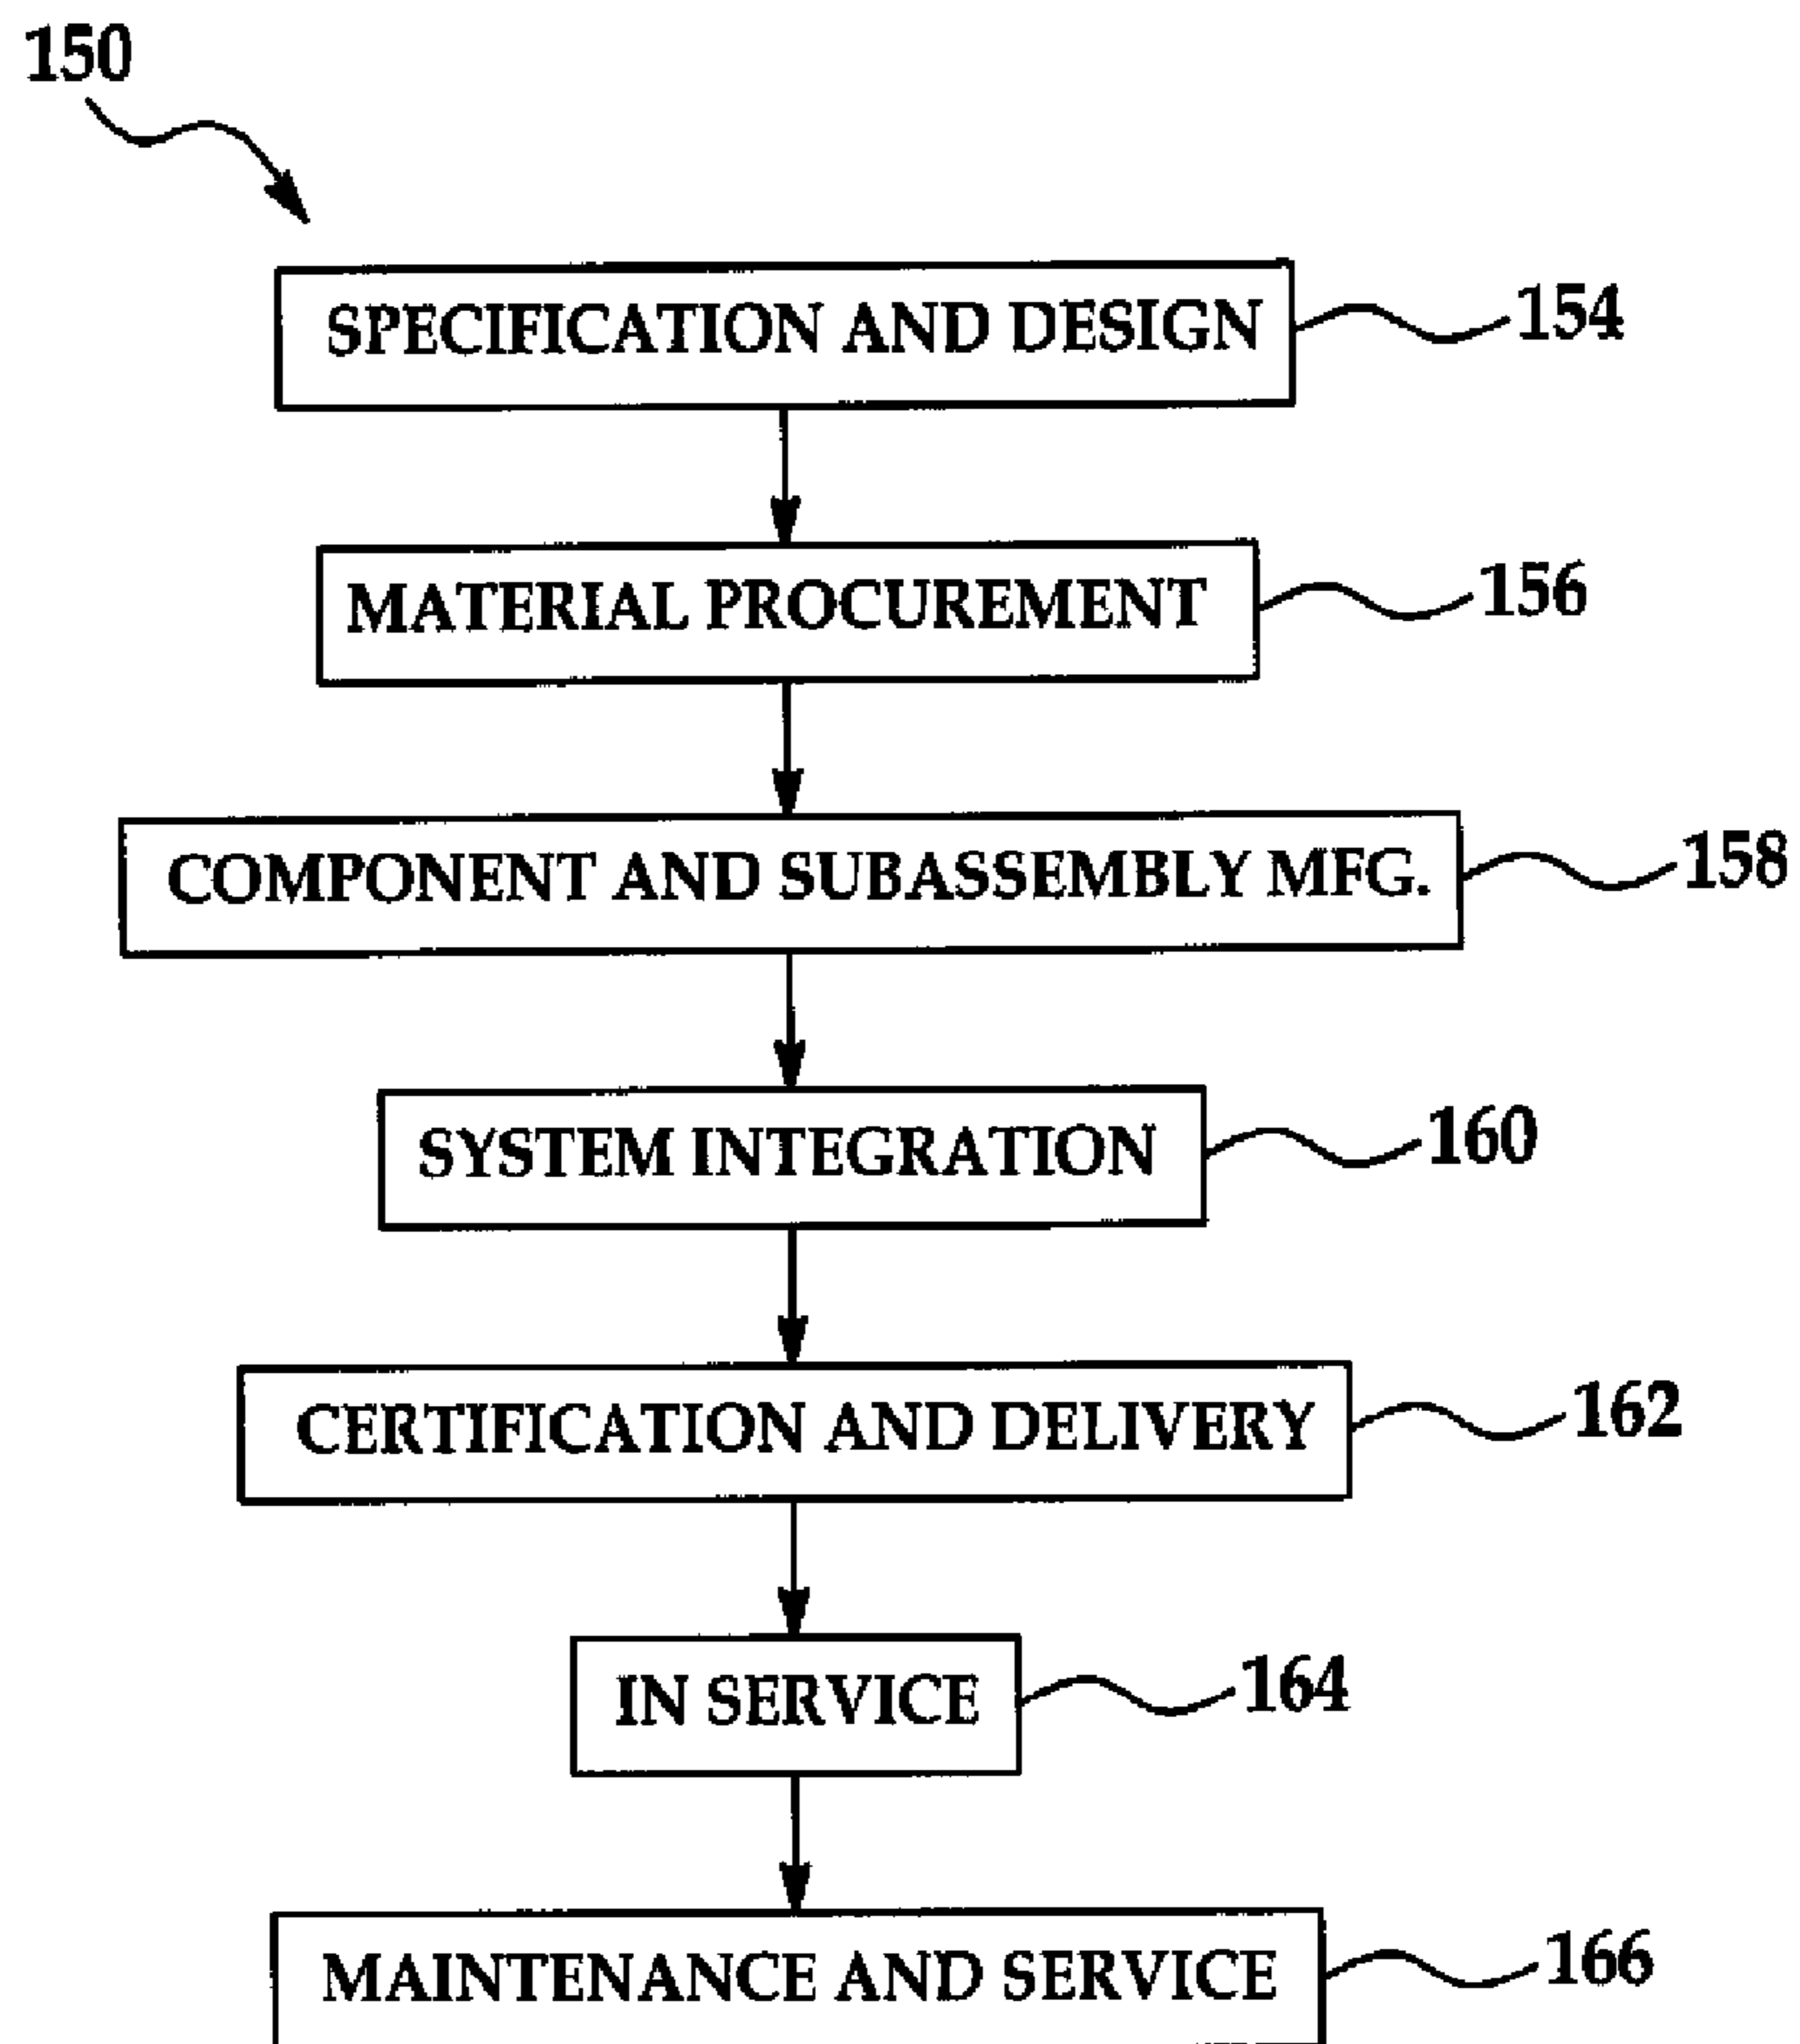 150
SPECIFICATION AND DESIGN 154
MATERIAL PROCUREMENT 156
COMPONENT AND SUBASSEMBLY MFG. 158
SYSTEM INTEGRATION 160
CERTIFICATION AND DELIVERY 162
IN SERVICE 164
MAINTENANCE AND SERVICE 166